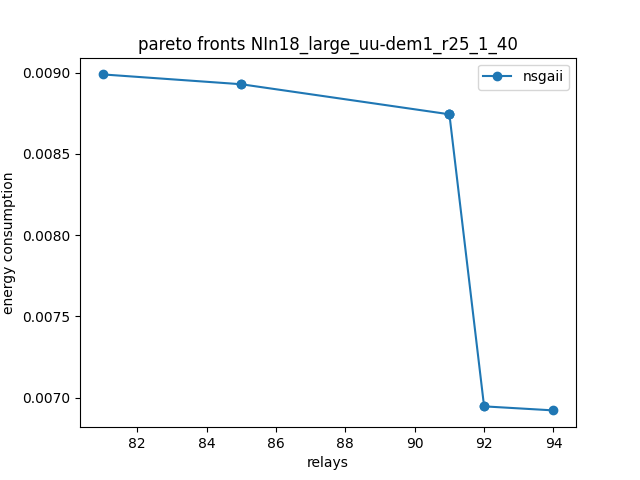 pareto fronts NIn18_large_uu-dem1_r25_1_40
nsgaii
0.0090
0.0085
0.0080
0.0075
0.0070
energy consumption
82 84 86 88 90 92 94
relays